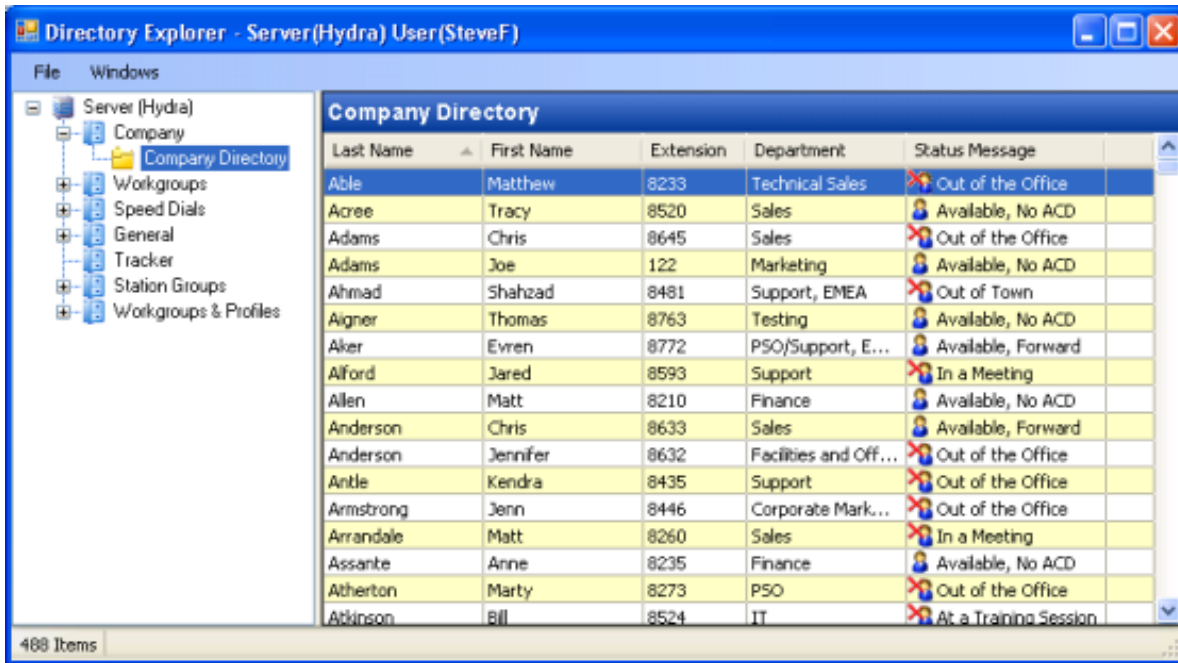 Directory Explorer - Server(Hydra) User(SteveF)
File Windows
Server (Hydra)
Company
Company Directory
Workgroups
Speed Dials
General
Tracker
Station Groups
Workgroups & Profiles
Company Directory
Last Name First Name Extension Department Status Message
Able Matthew 8233 Technical Sales Out of the Office
Acree Tracy 8520 Sales Available, No ACD
Adams Chris 8645 Sales Out of the Office
Adams Joe 122 Marketing Available, No ACD
Ahmad Shahzad 8481 Support, EMEA Out of Town
Aigner Thomas 8763 Testing Available, No ACD
Aker Evren 8772 PSO/Support, E... Available, Forward
Alford Jared 8593 Support In a Meeting
Allen Matt 8210 Finance Available, No ACD
Anderson Chris 8633 Sales Available, Forward
Anderson Jennifer 8632 Facilities and Off... Out of the Office
Antle Kendra 8435 Support Out of the Office
Armstrong Jenn 8446 Corporate Mark... Out of the Office
Arrandale Matt 8260 Sales In a Meeting
Assante Anne 8235 Finance Available, No ACD
Atherton Marty 8273 PSO Out of the Office
Atkinson Bill 8524 IT At a Training Session
488 Items